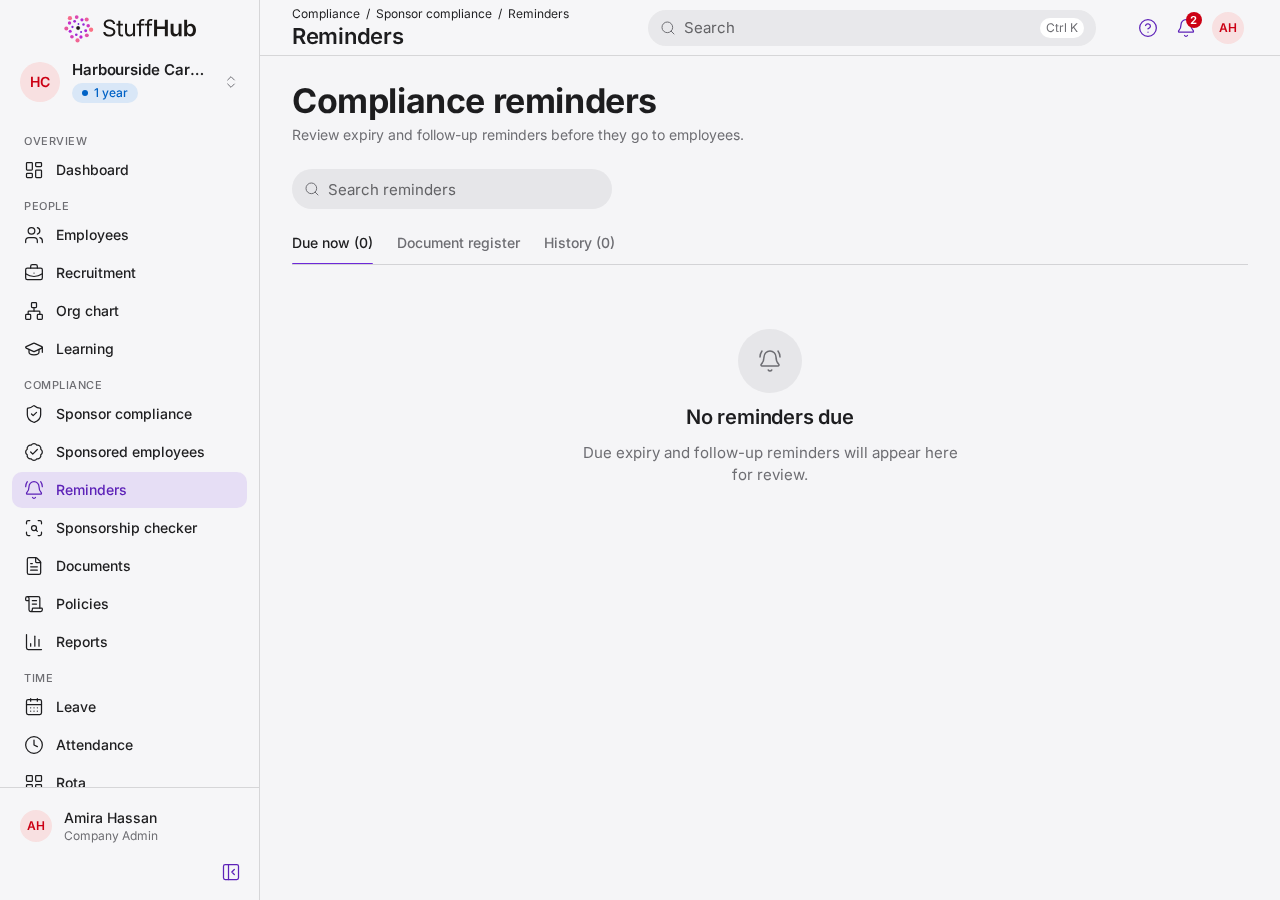 StuffHub
HC
Harbourside Car...
1 year
OVERVIEW
Dashboard
PEOPLE
Employees
Recruitment
Org chart
Learning
COMPLIANCE
Sponsor compliance
Sponsored employees
Reminders
Sponsorship checker
Documents
Policies
Reports
TIME
Leave
Attendance
Rota
AH
Amira Hassan
Company Admin
Compliance / Sponsor compliance / Reminders
Reminders
Search
Ctrl K
2
AH
Compliance reminders
Review expiry and follow-up reminders before they go to employees.
Search reminders
Due now (0)
Document register
History (0)
No reminders due
Due expiry and follow-up reminders will appear here
for review.